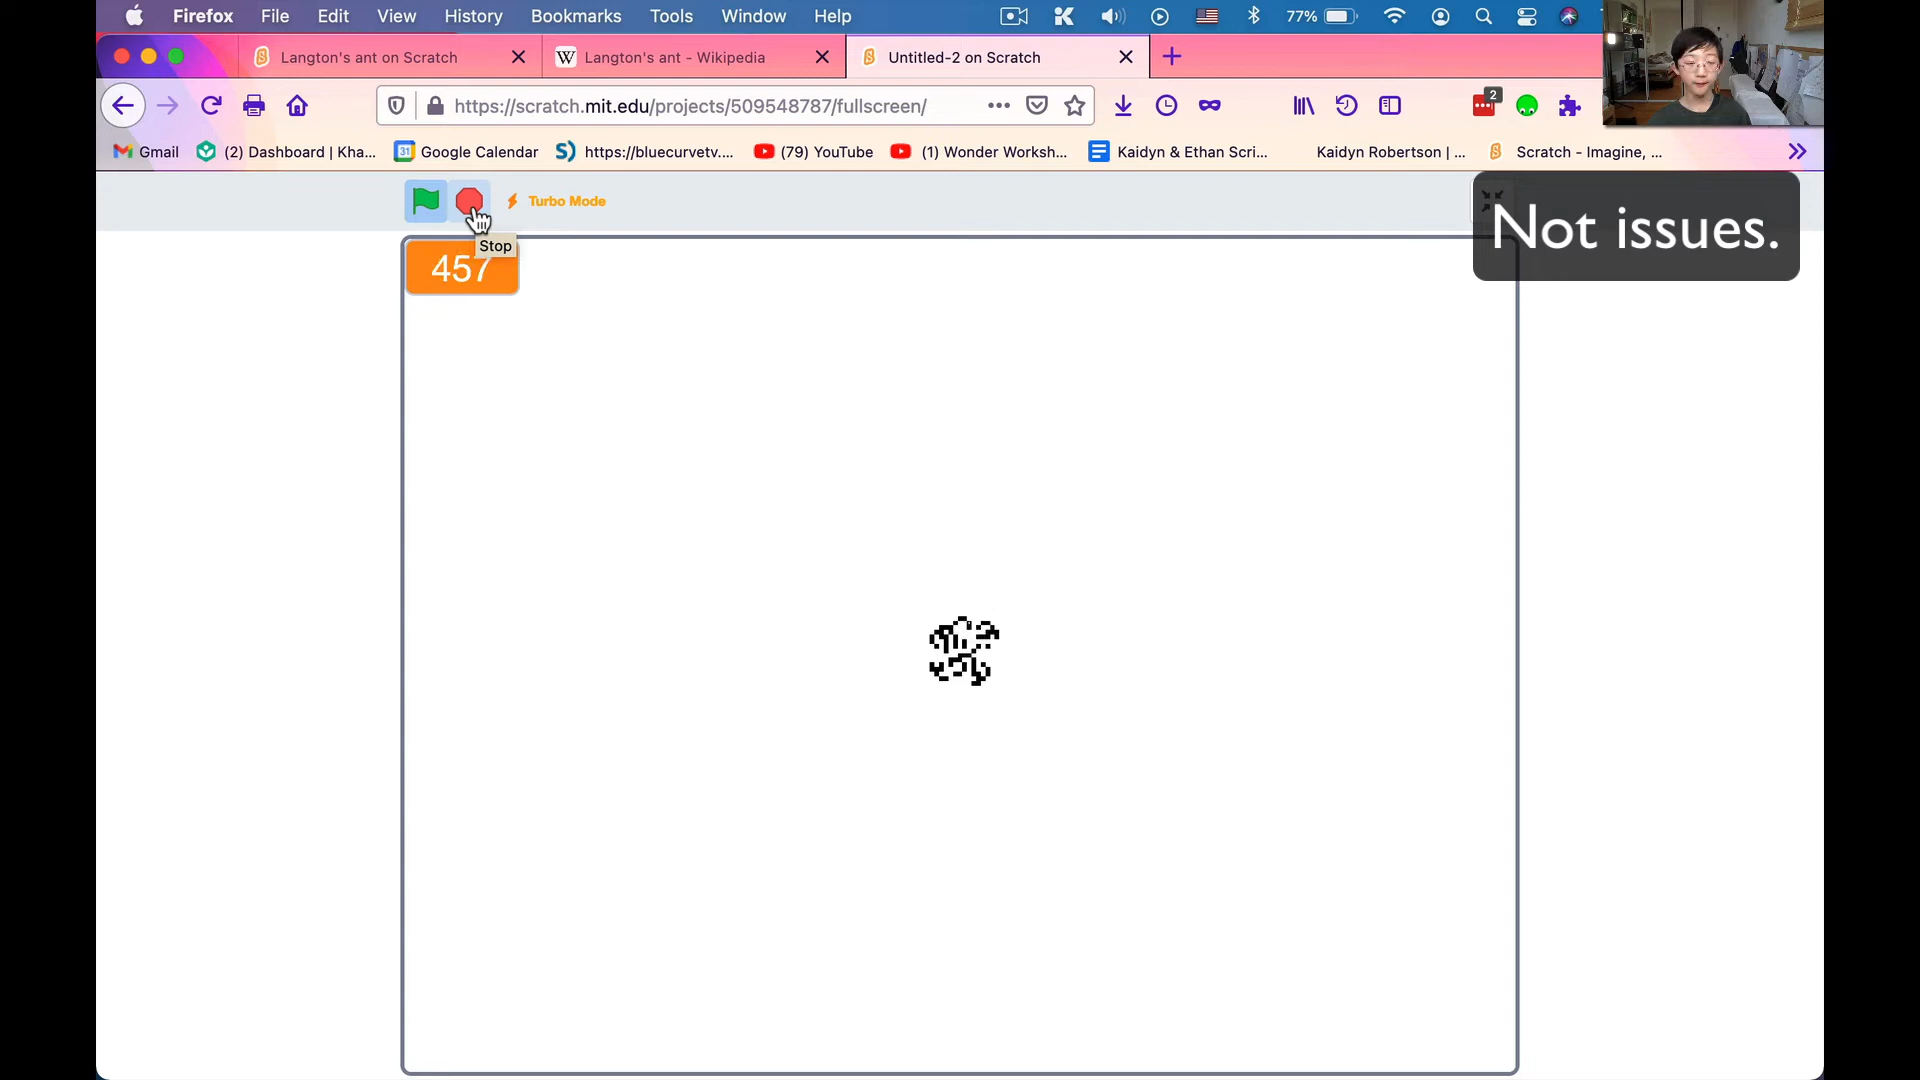 Firefox File Edit View History Bookmarks Tools Window Help 77%
Langton's ant on Scratch Langton's ant - Wikipedia Untitled-2 on Scratch
https://scratch.mit.edu/projects/509548787/fullscreen/ 2
Gmail (2) Dashboard | Kha... 31 Google Calendar https://bluecurvetv.... (79) YouTube (1) Wonder Worksh... Kaidyn & Ethan Scri... Kaidyn Robertson | ... Scratch - Imagine, ...
Turbo Mode
Not issues.
Stop
457